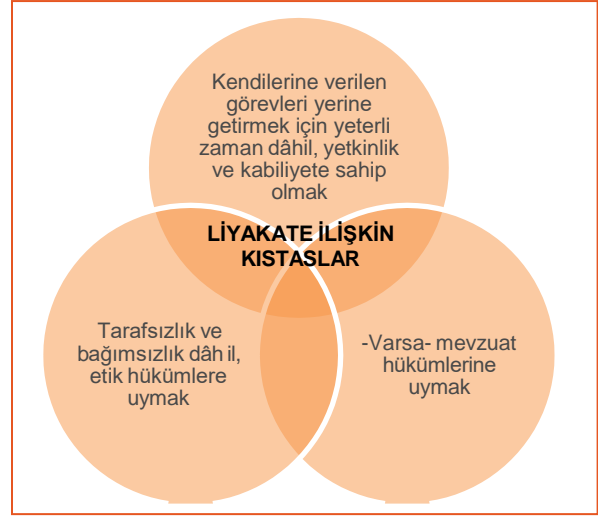 Kendilerine verilen
görevleri yerine
getirmek için yeterli
zaman dâhil, yetkinlik
ve kabiliyete sahip
olmak
LİYAKATE İLİŞKİN
KISTASLAR
Tarafsızlık ve
bağımsızlık dâh il,
etik hükümlere
uymak
-Varsa- mevzuat
hükümlerine
uymak